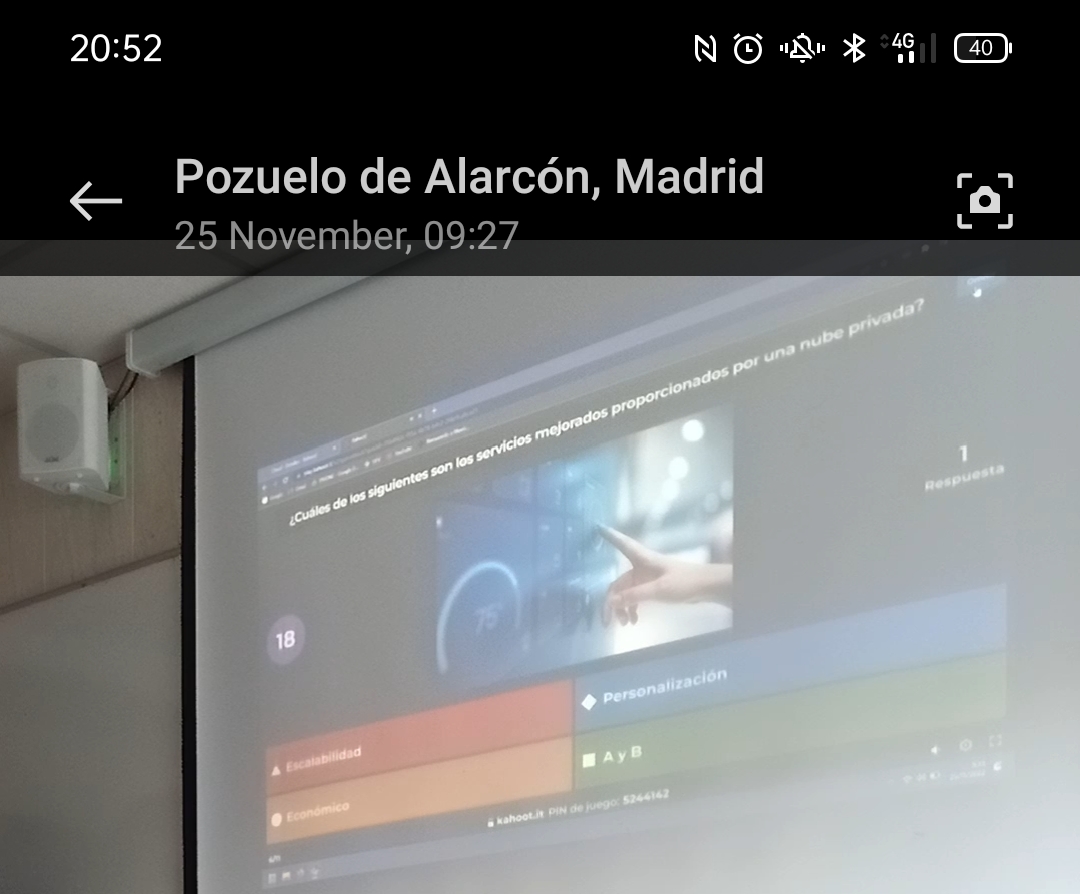 20:52
4G
40
Pozuelo de Alarcón, Madrid
25 November, 09:27
¿Cuáles de los siguientes son los servicios mejorados proporcionados por una nube privada?
1
Respuesta
75
18
Escalabilidad
Personalización
Económico
A y B
kahoot.it PIN de juego: 5244142